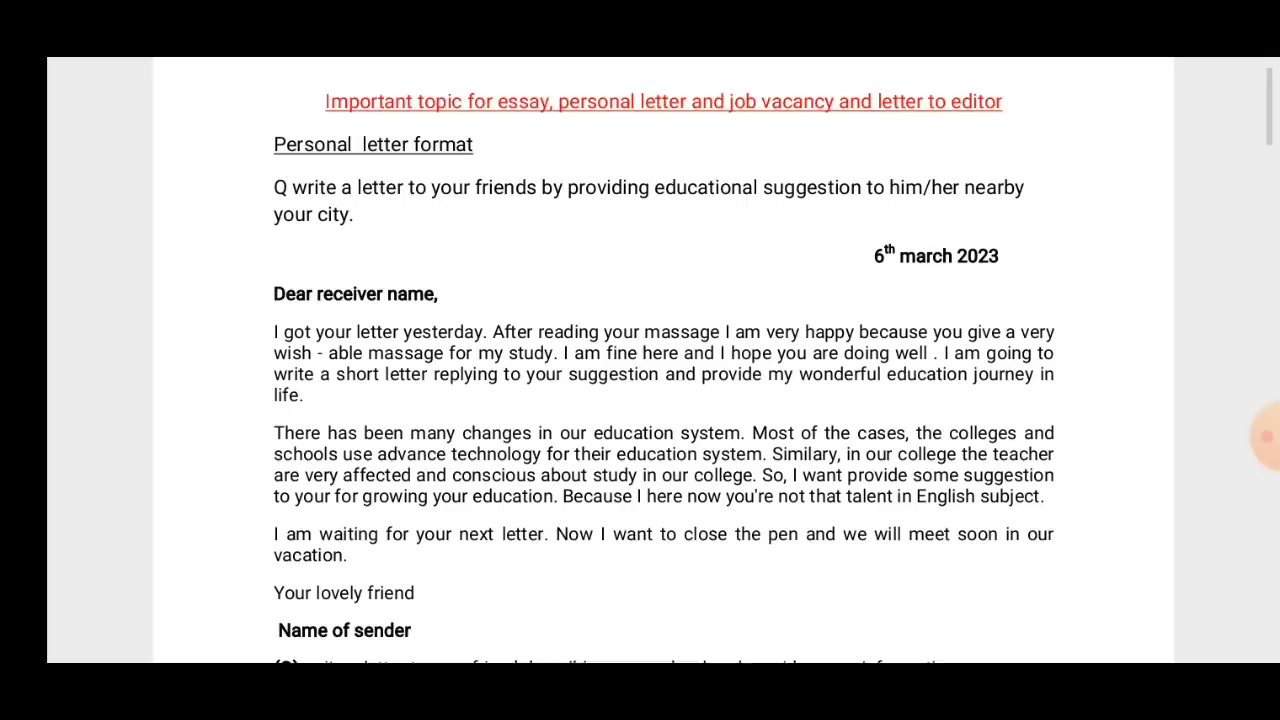 Important topic for essay, personal letter and job vacancy and letter to editor
Personal letter format
Q write a letter to your friends by providing educational suggestion to him/her nearby
your city.
6th march 2023
Dear receiver name,
I got your letter yesterday. After reading your massage I am very happy because you give a very
wish - able massage for my study. I am fine here and I hope you are doing well . I am going to
write a short letter replying to your suggestion and provide my wonderful education journey in
life.
There has been many changes in our education system. Most of the cases, the colleges and
schools use advance technology for their education system. Similary, in our college the teacher
are very affected and conscious about study in our college. So, I want provide some suggestion
to your for growing your education. Because I here now you're not that talent in English subject.
I am waiting for your next letter. Now I want to close the pen and we will meet soon in our
vacation.
Your lovely friend
Name of sender